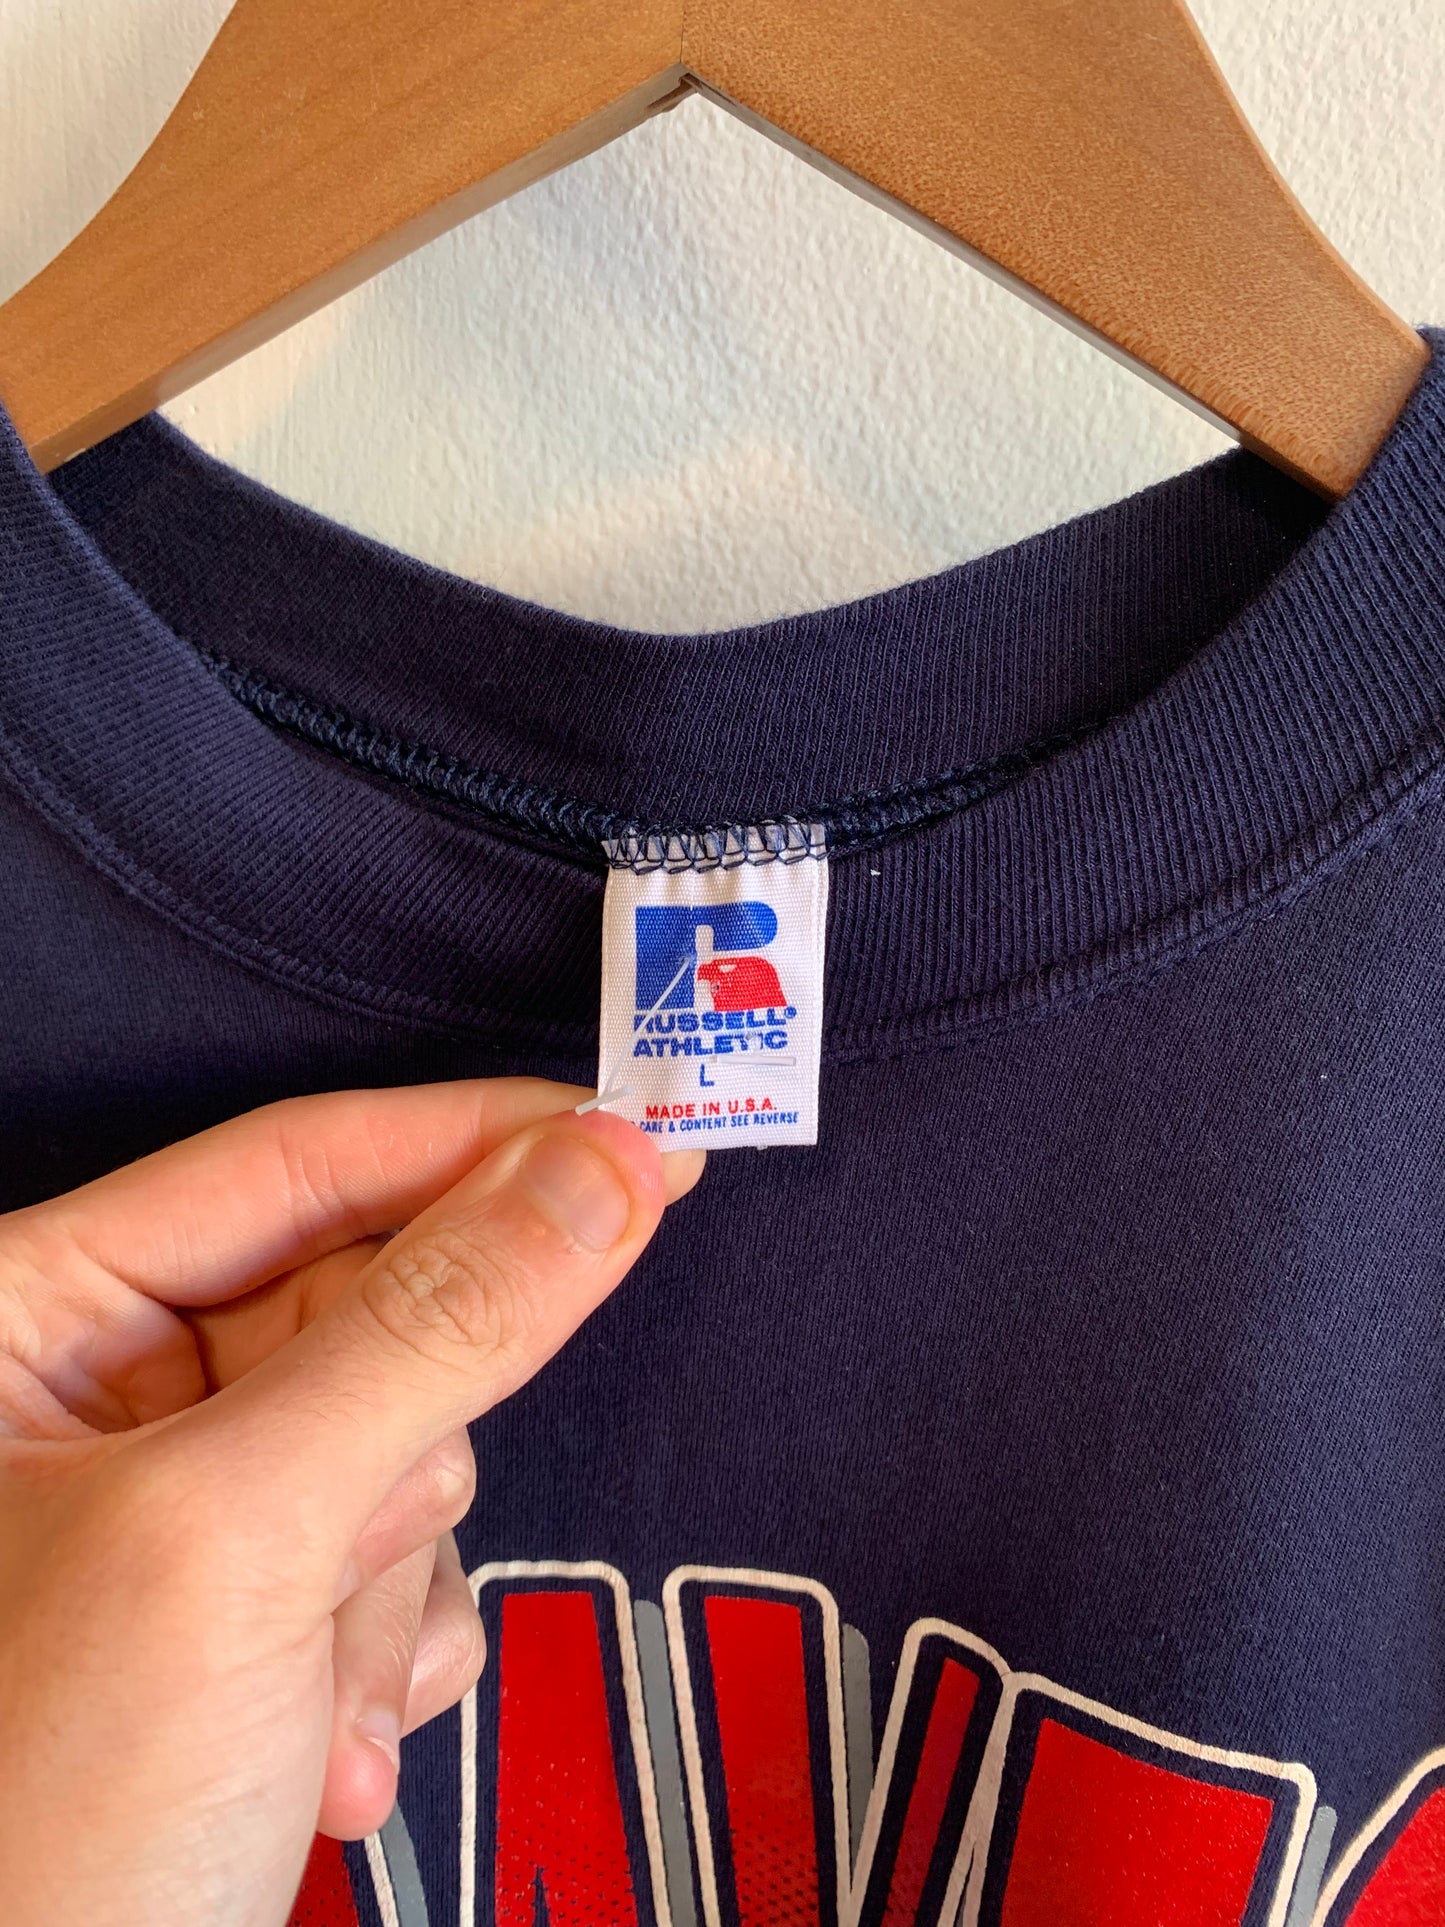 RUSSELL®
ATHLETIC
L
MADE IN U.S.A.
CARE & CONTENT SEE REVERSE